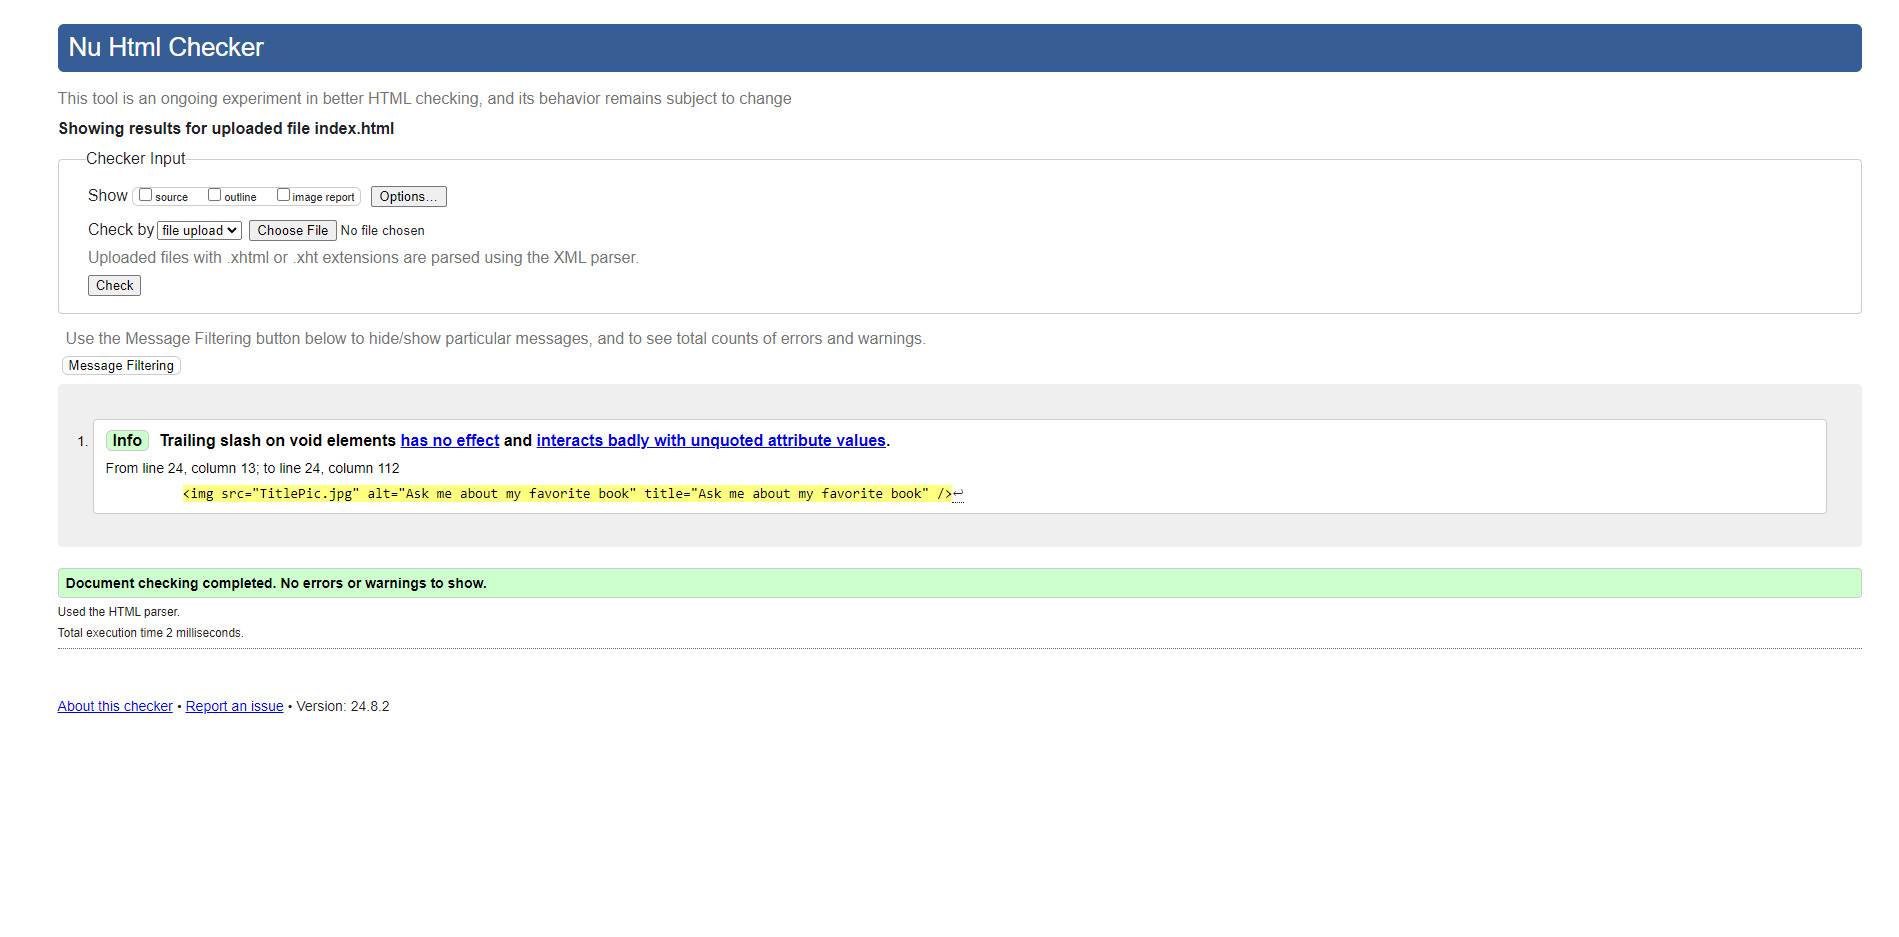 Nu Html Checker
This tool is an ongoing experiment in better HTML checking, and its behavior remains subject to change
Showing results for uploaded file index.html
Checker Input
Show source outline image report Options...
Check by file upload Choose File No file chosen
Uploaded files with .xhtml or .xht extensions are parsed using the XML parser.
Check
Use the Message Filtering button below to hide/show particular messages, and to see total counts of errors and warnings.
Message Filtering
1. Info Trailing slash on void elements has no effect and interacts badly with unquoted attribute values.
From line 24, column 13; to line 24, column 112
<img src="TitlePic.jpg" alt="Ask me about my favorite book" title="Ask me about my favorite book" />↩
Document checking completed. No errors or warnings to show.
Used the HTML parser.
Total execution time 2 milliseconds.
About this checker • Report an issue • Version: 24.8.2